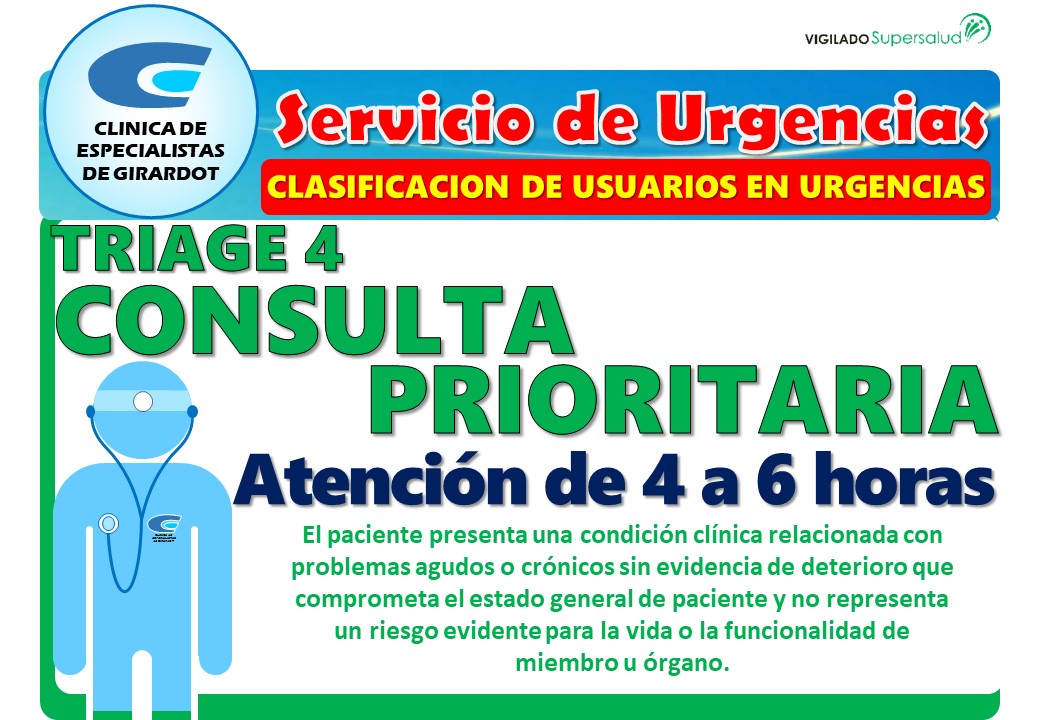 VIGILADO Supersalud
CLINICA DE
ESPECIALISTAS
DE GIRARDOT
Servicio de Urgencias
CLASIFICACION DE USUARIOS EN URGENCIAS
TRIAGE 4
CONSULTA
PRIORITARIA
Atención de 4 a 6 horas
El paciente presenta una condición clínica relacionada con
problemas agudos o crónicos sin evidencia de deterioro que
comprometa el estado general de paciente y no representa
un riesgo evidente para la vida o la funcionalidad de
miembro u órgano.